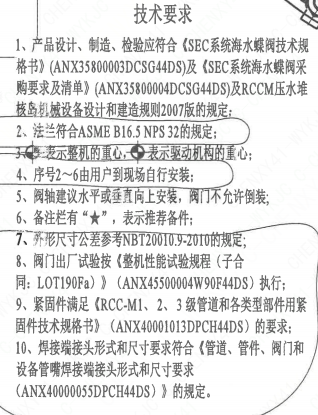 技术要求
1、产品设计、制造、检验应符合《SEC系统海水蝶阀技术规
格书》(ANX35800003DCSG44DS)及《SEC系统海水蝶阀采
购要求及清单》(ANX35800004DCSG44DS)及RCCM压水堆
核岛机械设备设计和建造规则2007版的规定;
2、法兰符合ASME B16.5 NPS 32的规定;
3、表示整机的重心, 表示驱动机构的重心;
4、序号2~6由用户到现场自行安装;
5、阀轴建议水平或垂直向上安装, 阀门不允许倒装;
6、备注栏有"★", 表示推荐备件;
7、外形尺寸公差参考NBT20010.9-2010的规定;
8、阀门出厂试验按《整机性能试验规程（子合
同: LOT190Fa）》（ANX45500004W90F44DS）执行;
9、紧固件满足《RCC-M1、2、3 级管道和各类型部件用紧
固件技术规格书》（ANX40001013DPCH44DS）的要求;
10、焊接端接头形式和尺寸要求符合《管道、管件、阀门和
设备管嘴焊接端接头形式和尺寸要求
（ANX40000055DPCH44DS）》的规定。